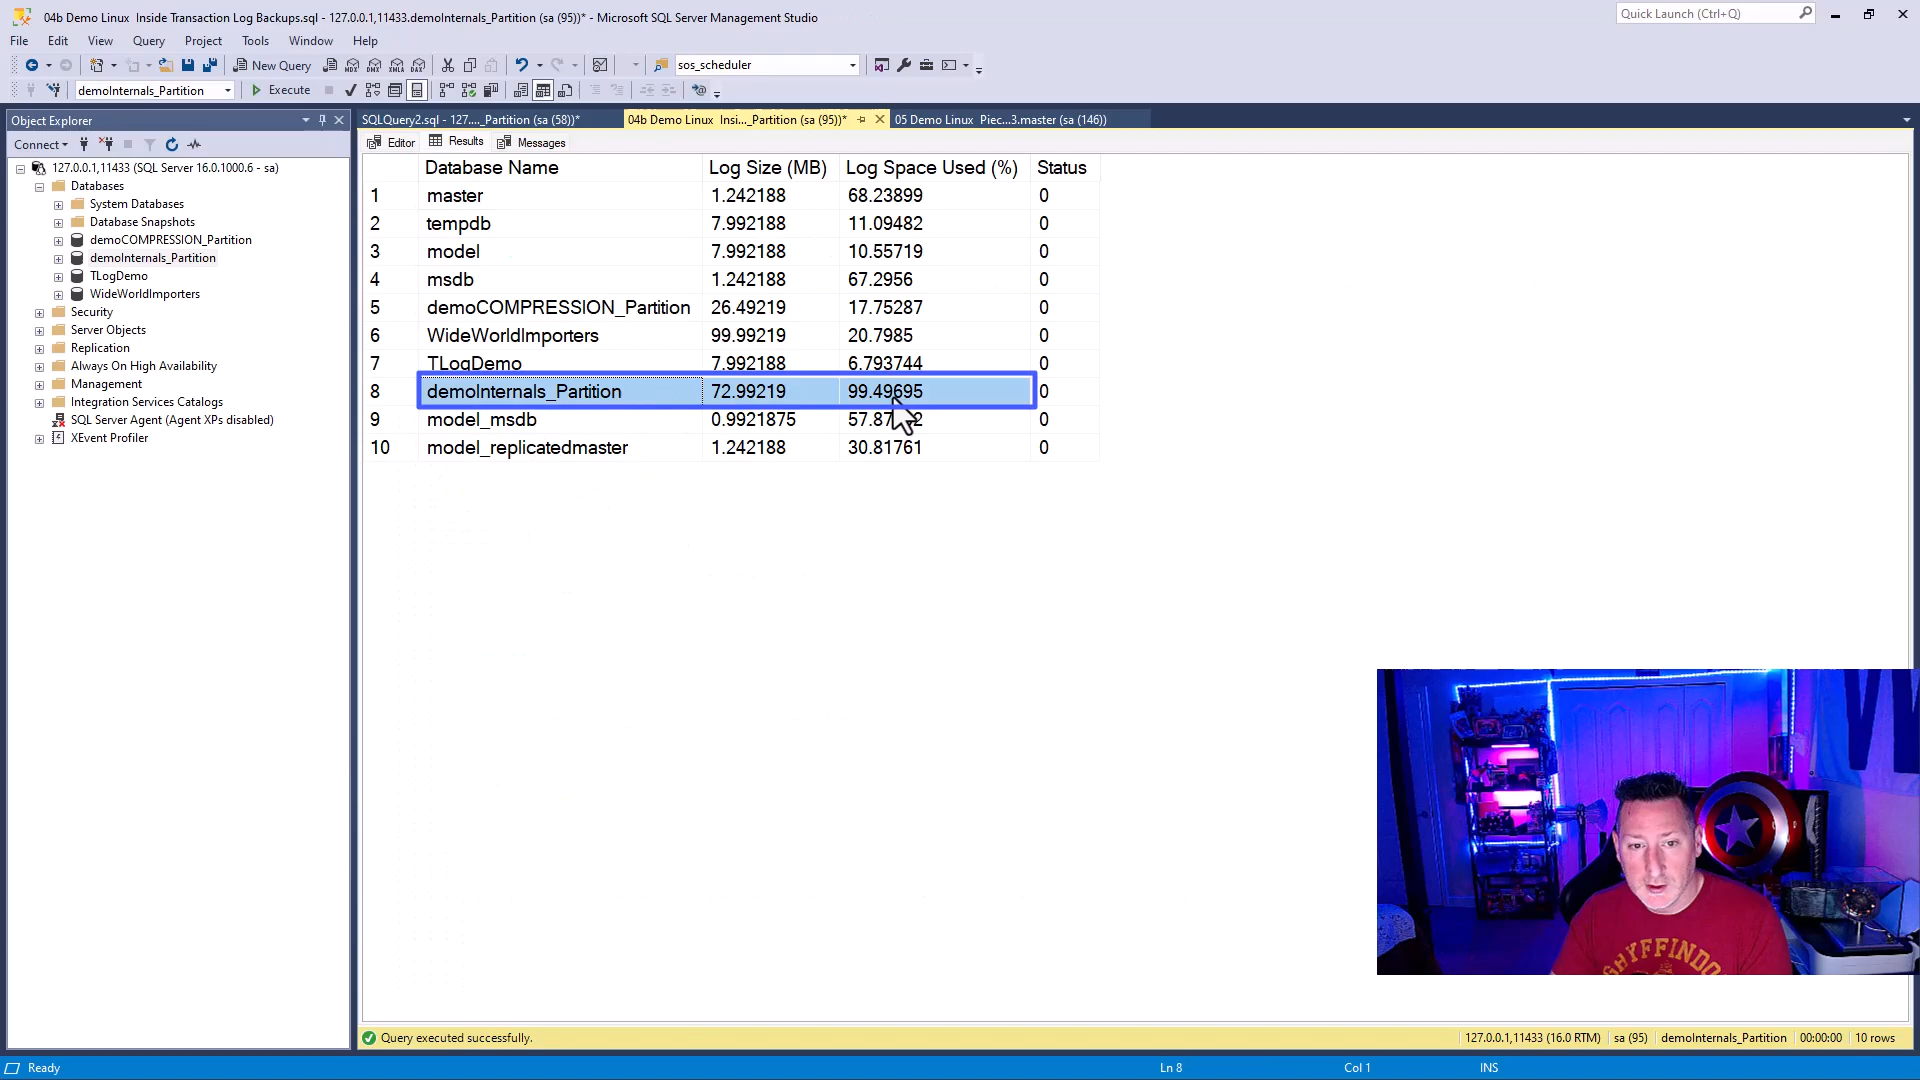 04b Demo Linux  Inside Transaction Log Backups.sql - 127.0.0.1,11433.demoInternals_Partition (sa (95))* - Microsoft SQL Server Management Studio
Quick Launch (Ctrl+Q)
File Edit View Query Project Tools Window Help
New Query
sos_scheduler
demoInternals_Partition
Execute
Object Explorer
SQLQuery2.sql - 127...._Partition (sa (58))*
04b Demo Linux  Insi..._Partition (sa (95))*
05 Demo Linux  Piec...3.master (sa (146))
Connect
Editor Results Messages
127.0.0.1,11433 (SQL Server 16.0.1000.6 - sa)
Databases
System Databases
Database Snapshots
demoCOMPRESSION_Partition
demoInternals_Partition
TLogDemo
WideWorldImporters
Security
Server Objects
Replication
Always On High Availability
Management
Integration Services Catalogs
SQL Server Agent (Agent XPs disabled)
XEvent Profiler
Database Name Log Size (MB) Log Space Used (%) Status
1 master 1.242188 68.23899 0
2 tempdb 7.992188 11.09482 0
3 model 7.992188 10.55719 0
4 msdb 1.242188 67.2956 0
5 demoCOMPRESSION_Partition 26.49219 17.75287 0
6 WideWorldImporters 99.99219 20.7985 0
7 TLogDemo 7.992188 6.793744 0
8 demoInternals_Partition 72.99219 99.49695 0
9 model_msdb 0.9921875 0
10 model_replicatedmaster 1.242188 30.81761 0
GHYFFINDO
Query executed successfully.
127.0.0.1,11433 (16.0 RTM) sa (95) demoInternals_Partition 00:00:00 10 rows
Ready
Ln 8 Col 1 INS